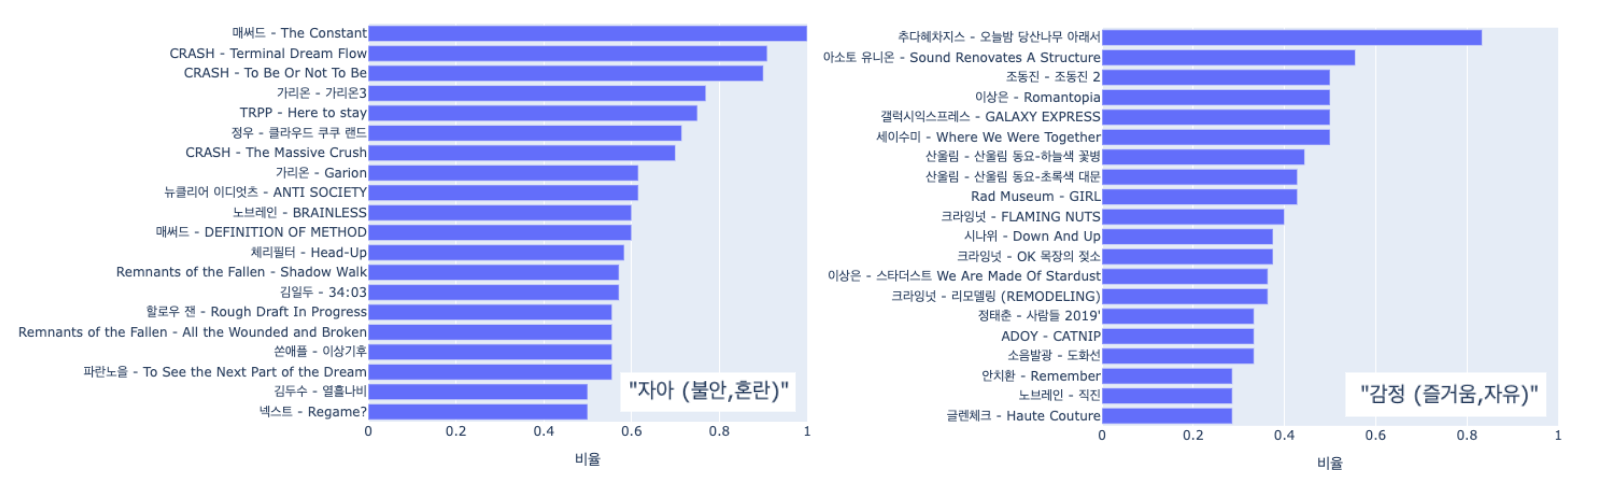 매써드 - The Constant
CRASH - Terminal Dream Flow
CRASH - To Be Or Not To Be
가리온 - 가리온3
TRPP - Here to stay
정우 - 클라우드 쿠쿠 랜드
CRASH - The Massive Crush
가리온 - Garion
뉴클리어 이디엇츠 - ANTI SOCIETY
노브레인 - BRAINLESS
매써드 - DEFINITION OF METHOD
체리필터 - Head-Up
Remnants of the Fallen - Shadow Walk
김일두 - 34:03
할로우 잰 - Rough Draft In Progress
Remnants of the Fallen - All the Wounded and Broken
쏜애플 - 이상기후
파란노을 - To See the Next Part of the Dream
김두수 - 열흘나비
넥스트 - Regame?
0 0.2 0.4 0.6 0.8 1
비율
"자아 (불안,혼란)"
추다혜차지스 - 오늘밤 당산나무 아래서
아소토 유니온 - Sound Renovates A Structure
조동진 - 조동진 2
이상은 - Romantopia
갤럭시익스프레스 - GALAXY EXPRESS
세이수미 - Where We Were Together
산울림 - 산울림 동요-하늘색 꽃병
산울림 - 산울림 동요-초록색 대문
Rad Museum - GIRL
크라잉넛 - FLAMING NUTS
시나위 - Down And Up
크라잉넛 - OK 목장의 젖소
이상은 - 스타더스트 We Are Made Of Stardust
크라잉넛 - 리모델링 (REMODELING)
정태춘 - 사람들 2019'
ADOY - CATNIP
소음발광 - 도화선
안치환 - Remember
노브레인 - 직진
글렌체크 - Haute Couture
0 0.2 0.4 0.6 0.8 1
비율
"감정 (즐거움,자유)"